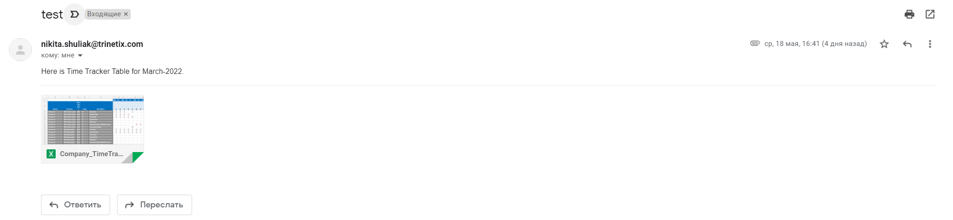 test Входящие ×
nikita.shuliak@trinetix.com ср, 18 мая, 16:41 (4 дня назад)
кому: мне
Here is Time Tracker Table for March-2022.
X Company_TimeTra...
Ответить Переслать